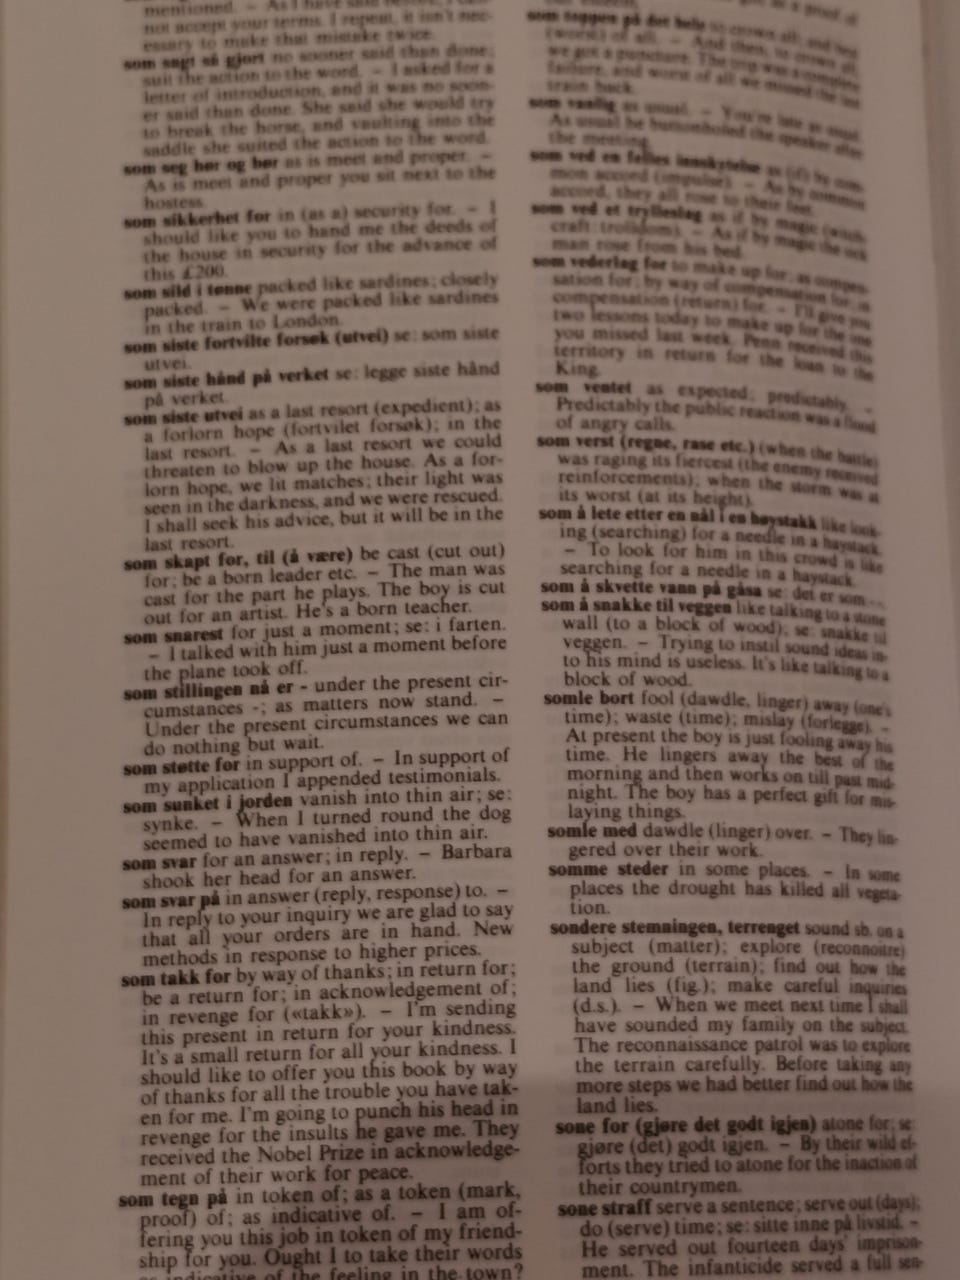 mentioned. – As I have said before, I can-
not accept your terms. I repeat, it isn't nec-
essary to make that mistake twice.
som sagt så gjort no sooner said than done;
suit the action to the word. – I asked for a
letter of introduction, and it was no soon-
er said than done. She said she would try
to break the horse, and vaulting into the
saddle she suited the action to the word.
som seg hør og bør as is meet and proper. –
As is meet and proper you sit next to the
hostess.
som sikkerhet for in (as a) security for. – I
should like you to hand me the deeds of
the house in security for the advance of
this £200.
som sild i tønne packed like sardines; closely
packed. – We were packed like sardines
in the train to London.
som siste fortvilte forsøk (utvei) se: som siste
utvei.
som siste hånd på verket se: legge siste hånd
på verket.
som siste utvei as a last resort (expedient); as
a forlorn hope (fortvilet forsøk); in the
last resort. – As a last resort we could
threaten to blow up the house. As a for-
lorn hope, we lit matches; their light was
seen in the darkness, and we were rescued.
I shall seek his advice, but it will be in the
last resort.
som skapt for, til (å være) be cast (cut out)
for; be a born leader etc. – The man was
cast for the part he plays. The boy is cut
out for an artist. He's a born teacher.
som snarest for just a moment; se: i farten.
– I talked with him just a moment before
the plane took off.
som stillingen nå er - under the present cir-
cumstances -; as matters now stand. –
Under the present circumstances we can
do nothing but wait.
som støtte for in support of. – In support of
my application I appended testimonials.
som sunket i jorden vanish into thin air; se:
synke. – When I turned round the dog
seemed to have vanished into thin air.
som svar for an answer; in reply. – Barbara
shook her head for an answer.
som svar på in answer (reply, response) to. –
In reply to your inquiry we are glad to say
that all your orders are in hand. New
methods in response to higher prices.
som takk for by way of thanks; in return for;
be a return for; in acknowledgement of;
in revenge for («takk»). – I'm sending
this present in return for your kindness.
It's a small return for all your kindness. I
should like to offer you this book by way
of thanks for all the trouble you have tak-
en for me. I'm going to punch his head in
revenge for the insults he gave me. They
received the Nobel Prize in acknowledge-
ment of their work for peace.
som tegn på in token of; as a token (mark,
proof) of; as indicative of. – I am of-
fering you this job in token of my friend-
ship for you. Ought I to take their words
as indicative of the feeling in the town?
as a proof of
som toppen på det hele to crown all; and
(worst) of all. – And then, to crown all,
we got a puncture. The trip was a complete
failure, and worst of all we missed the last
train back.
som vanlig as usual. – You're late as usual.
As usual he buttonholed the speaker after
the meeting.
som ved en felles innskytelse as (if) by com-
mon accord (impulse). – As by common
accord, they all rose to their feet.
som ved et trylleslag as if by magic (witch-
craft: trolldom). – As if by magic the sick
man rose from his bed.
som vederlag for to make up for; as compen-
sation for; by way of compensation for; in
compensation (return) for. – I'll give you
two lessons today to make up for the one
you missed last week. Penn received this
territory in return for the loan to the
King.
som ventet as expected; predictably. –
Predictably the public reaction was a flood
of angry calls.
som verst (regne, rase etc.) (when the battle)
was raging its fiercest (the enemy received
reinforcements); when the storm was at
its worst (at its height).
som å lete etter en nål i en høystakk like look-
ing (searching) for a needle in a haystack.
– To look for him in this crowd is like
searching for a needle in a haystack.
som å skvette vann på gåsa se: det er som - -.
som å snakke til veggen like talking to a stone
wall (to a block of wood); se: snakke til
veggen. – Trying to instil sound ideas in-
to his mind is useless. It's like talking to a
block of wood.
somle bort fool (dawdle, linger) away (one's
time); waste (time); mislay (forlegge). –
At present the boy is just fooling away his
time. He lingers away the best of the
morning and then works on till past mid-
night. The boy has a perfect gift for mis-
laying things.
somle med dawdle (linger) over. – They lin-
gered over their work.
somme steder in some places. – In some
places the drought has killed all vegeta-
tion.
sondere stemningen, terrenget sound sb. on a
subject (matter); explore (reconnoitre)
the ground (terrain); find out how the
land lies (fig.); make careful inquiries
(d.s.). – When we meet next time I shall
have sounded my family on the subject.
The reconnaissance patrol was to explore
the terrain carefully. Before taking any
more steps we had better find out how the
land lies.
sone for (gjøre det godt igjen) atone for; se:
gjøre (det) godt igjen. – By their wild ef-
forts they tried to atone for the inaction of
their countrymen.
sone straff serve a sentence; serve out (days);
do (serve) time; se: sitte inne på livstid. –
He served out fourteen days' imprison-
ment. The infanticide served a full sen-